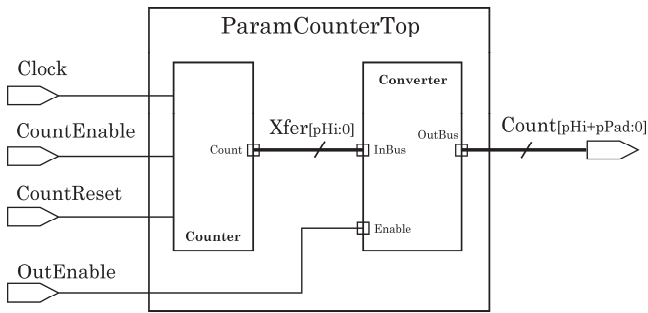 ParamCounterTop
Clock
CountEnable
CountReset
OutEnable
Count
Counter
Xfer[pHi:0]
Converter
InBus
OutBus
Enable
Count[pHi+pPad:0]